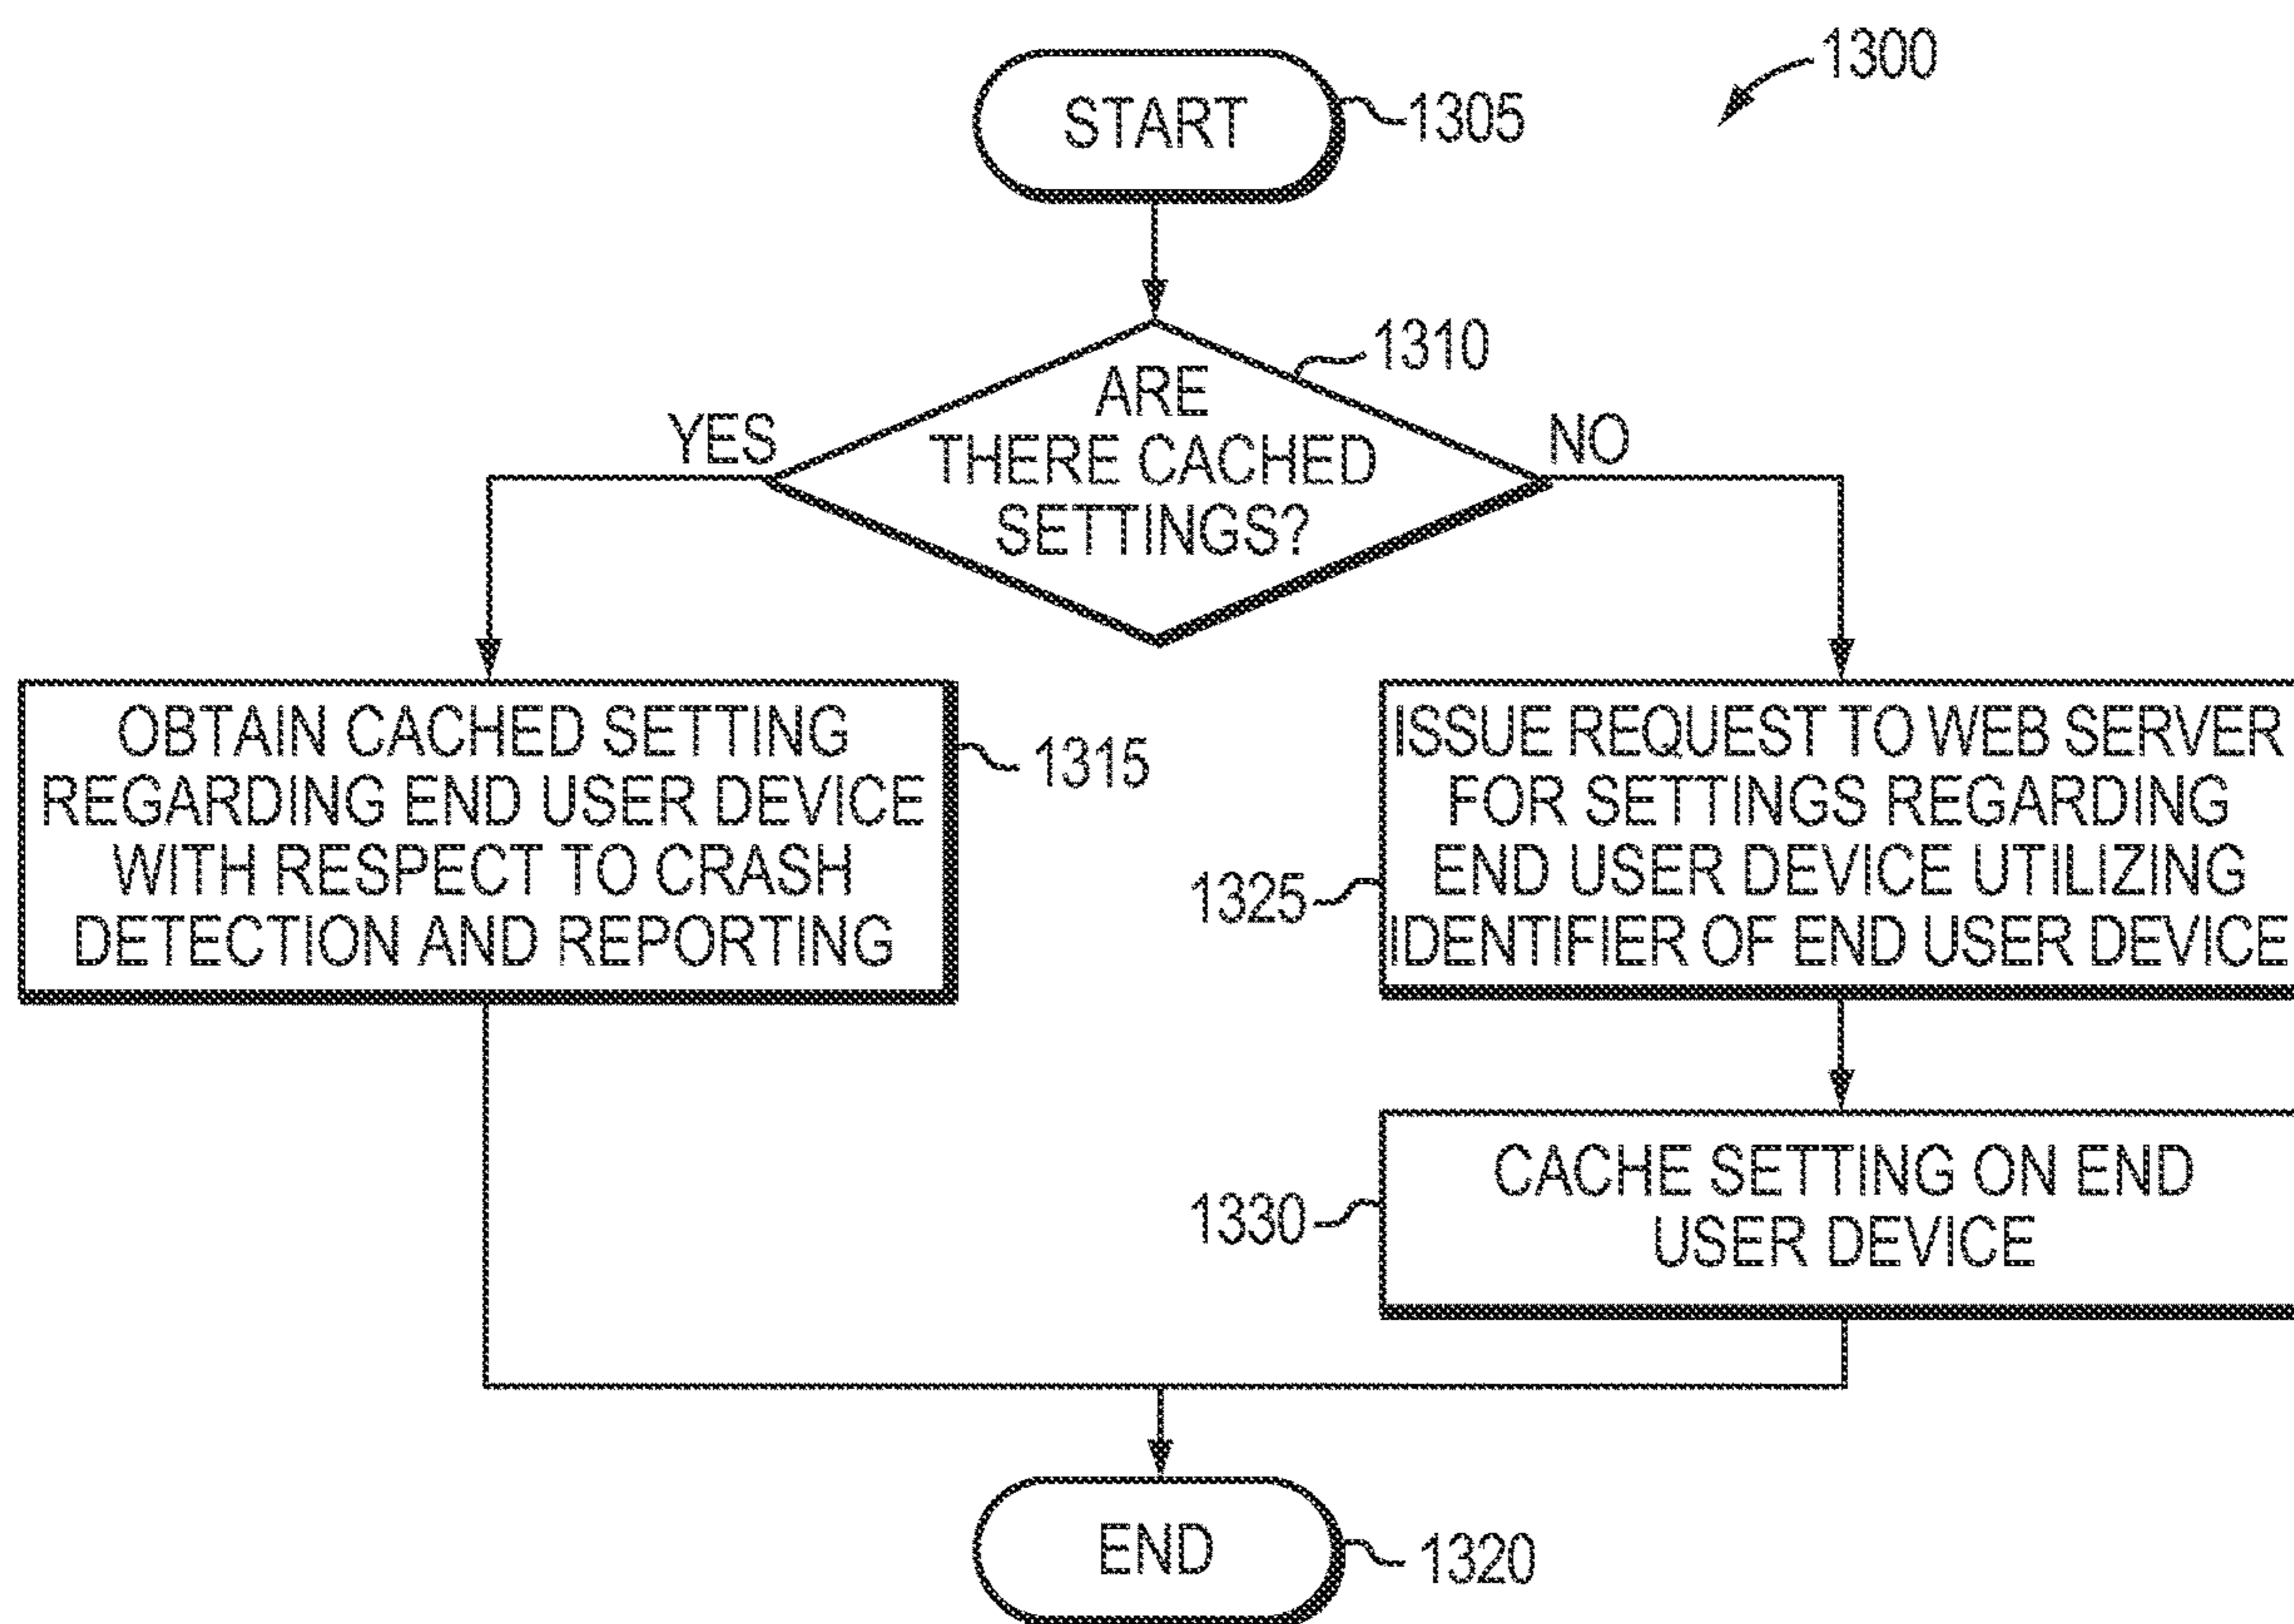 1300
START
1305
1310
ARE
THERE CACHED
SETTINGS?
YES
NO
OBTAIN CACHED SETTING
REGARDING END USER DEVICE
WITH RESPECT TO CRASH
DETECTION AND REPORTING
1315
ISSUE REQUEST TO WEB SERVER
FOR SETTINGS REGARDING
END USER DEVICE UTILIZING
IDENTIFIER OF END USER DEVICE
1325
CACHE SETTING ON END
USER DEVICE
1330
END
1320